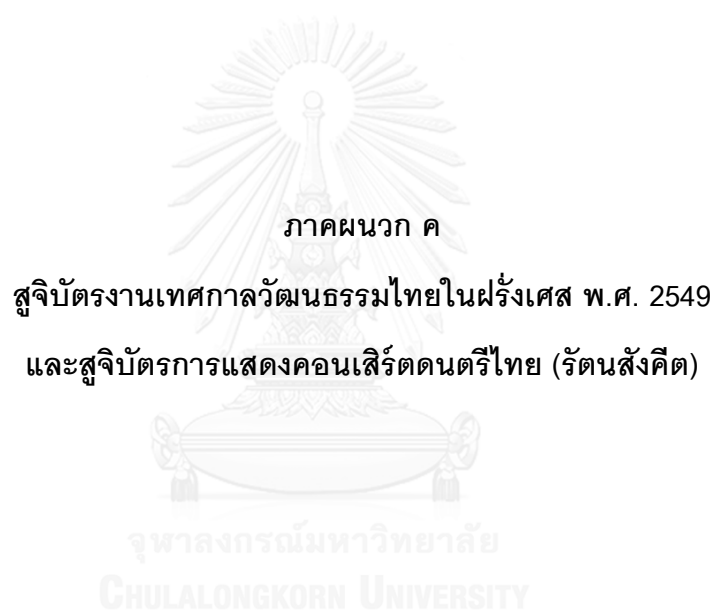 ภาคผนวก ค
สูจิบัตรงานเทศกาลวัฒนธรรมไทยในฝรั่งเศส พ.ศ. 2549
และสูจิบัตรการแสดงคอนเสิร์ตดนตรีไทย (รัตนสังคีต)
จุฬาลงกรณ์มหาวิทยาลัย
CHULALONGKORN UNIVERSITY